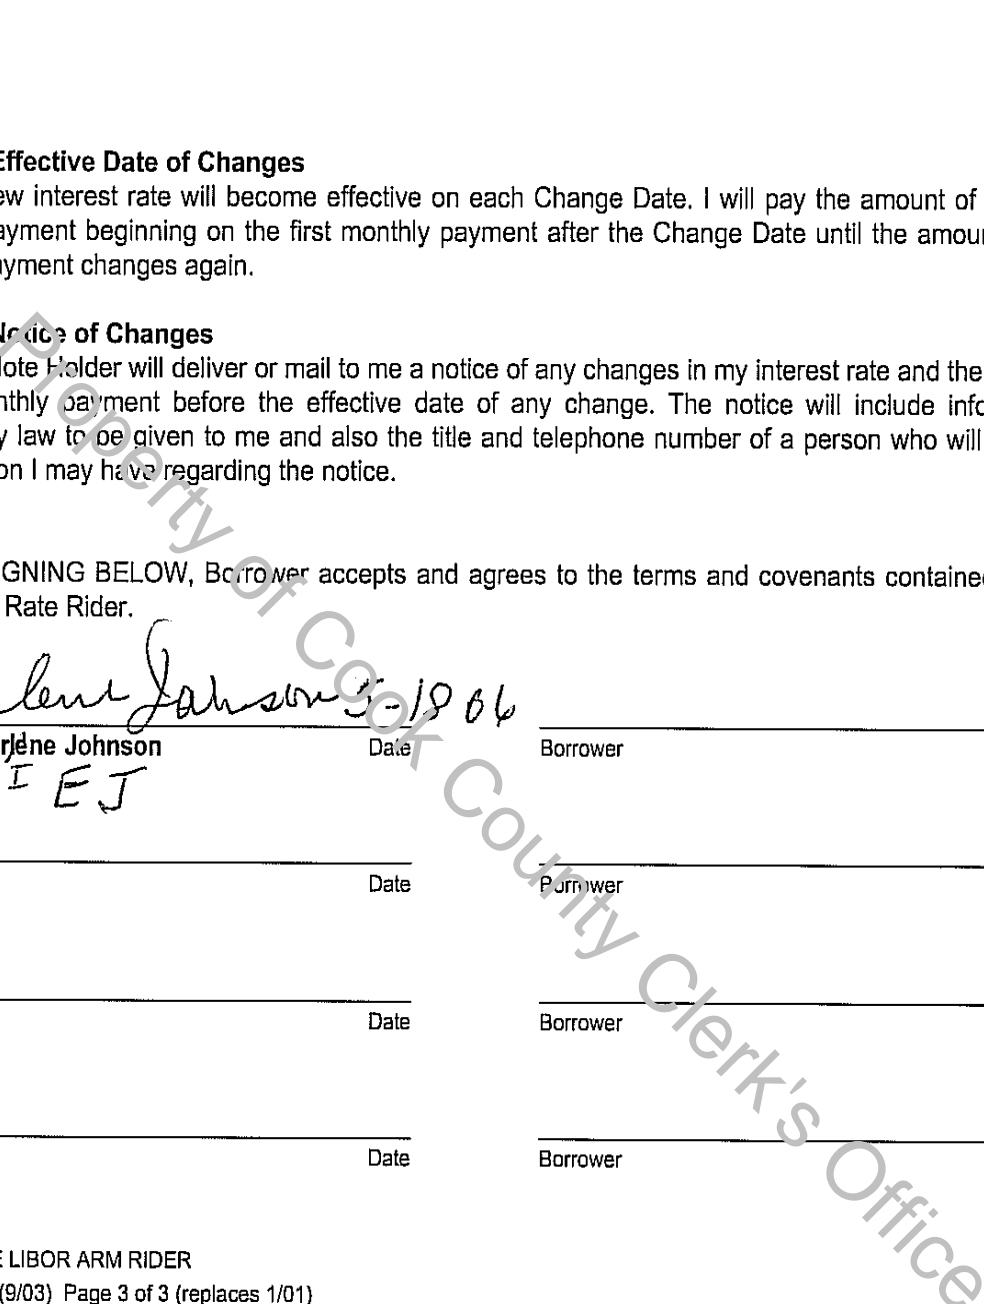 Effective Date of Changes
ew interest rate will become effective on each Change Date. I will pay the amount of
ayment beginning on the first monthly payment after the Change Date until the amou
ayment changes again.
Notice of Changes
Note Holder will deliver or mail to me a notice of any changes in my interest rate and the
nthly payment before the effective date of any change. The notice will include info
y law to be given to me and also the title and telephone number of a person who will
on I may have regarding the notice.
GNING BELOW, Borrower accepts and agrees to the terms and covenants containe
Rate Rider.
lene Johnson 5-18 06
rlene Johnson Date Borrower
I E J
Date Borrower
Date Borrower
Date Borrower
E LIBOR ARM RIDER
(9/03) Page 3 of 3 (replaces 1/01)
Property of Cook County Clerk's Office